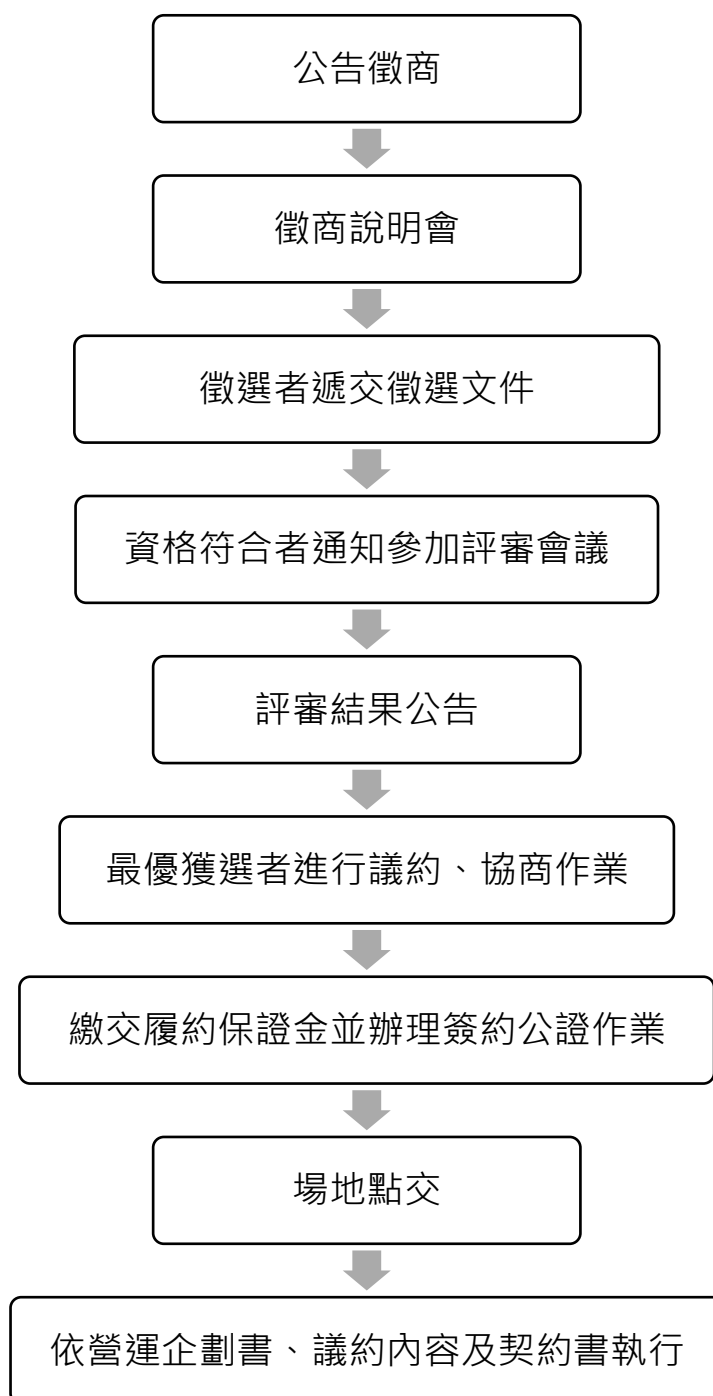 公告徵商
徵商說明會
徵選者遞交徵選文件
資格符合者通知參加評審會議
評審結果公告
最優獲選者進行議約、協商作業
繳交履約保證金並辦理簽約公證作業
場地點交
依營運企劃書、議約內容及契約書執行